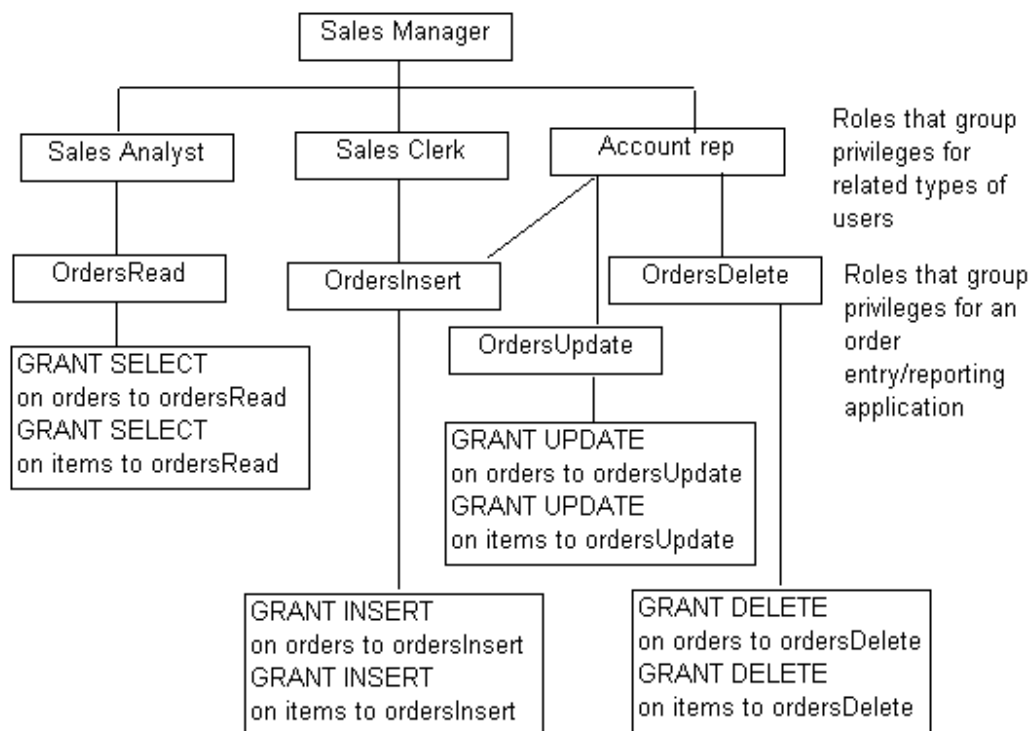 Sales Manager
Sales Analyst
Sales Clerk
Account rep
Roles that group
privileges for
related types of
users
OrdersRead
OrdersInsert
OrdersDelete
OrdersUpdate
Roles that group
privileges for an
order
entry/reporting
application
GRANT SELECT
on orders to ordersRead
GRANT SELECT
on items to ordersRead
GRANT UPDATE
on orders to ordersUpdate
GRANT UPDATE
on items to ordersUpdate
GRANT INSERT
on orders to ordersInsert
GRANT INSERT
on items to ordersInsert
GRANT DELETE
on orders to ordersDelete
GRANT DELETE
on items to ordersDelete